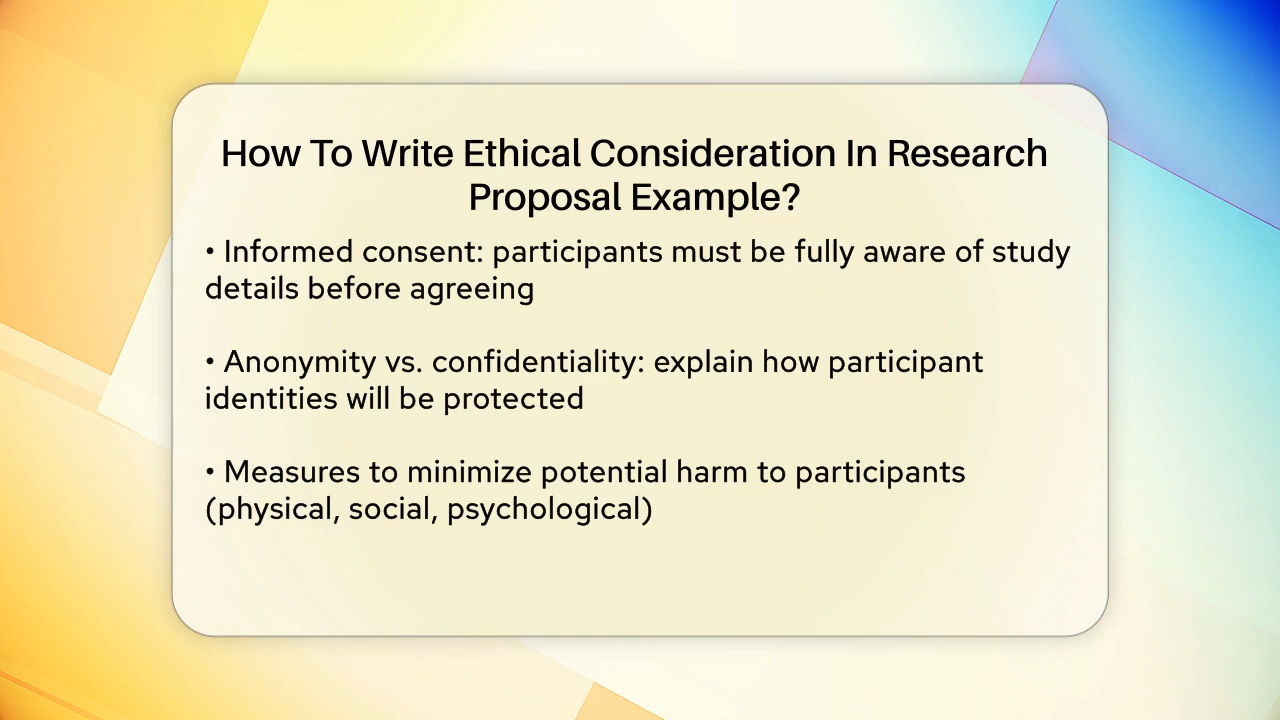 How To Write Ethical Consideration In Research
Proposal Example?
• Informed consent: participants must be fully aware of study
details before agreeing
• Anonymity vs. confidentiality: explain how participant
identities will be protected
• Measures to minimize potential harm to participants
(physical, social, psychological)